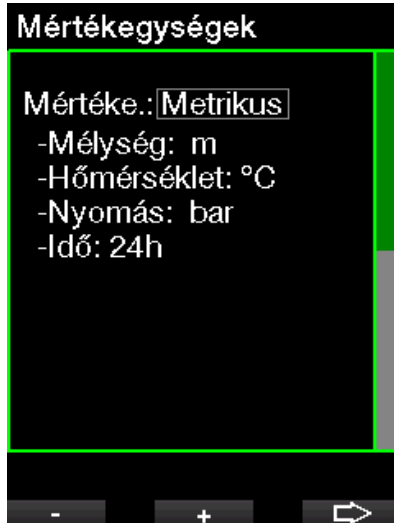 Mértékegységek
Mértéke.: Metrikus
-Mélység: m
-Hőmérséklet: °C
-Nyomás: bar
-Idő: 24h
- +